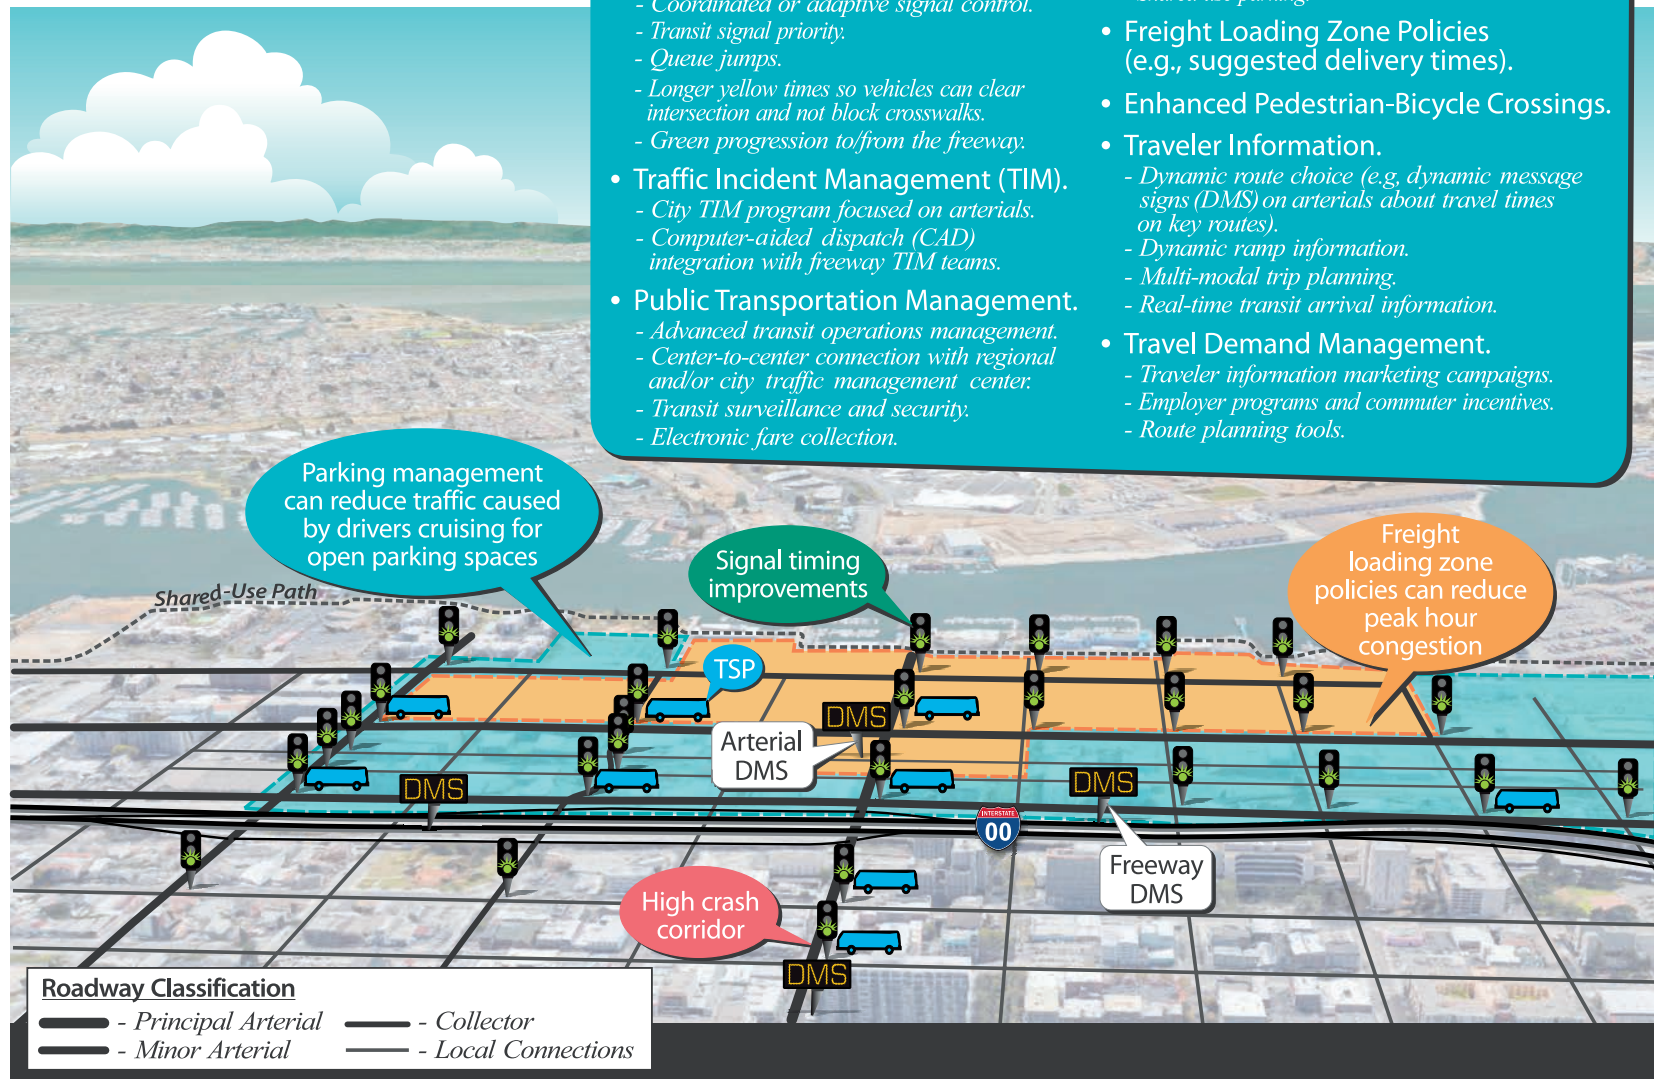 - Coordinated or adaptive signal control.
- Transit signal priority.
- Queue jumps.
- Longer yellow times so vehicles can clear
intersection and not block crosswalks.
- Green progression to/from the freeway.
• Traffic Incident Management (TIM).
- City TIM program focused on arterials.
- Computer-aided dispatch (CAD)
integration with freeway TIM teams.
• Public Transportation Management.
- Advanced transit operations management.
- Center-to-center connection with regional
and/or city traffic management center.
- Transit surveillance and security.
- Electronic fare collection.
- Shared use parking.
• Freight Loading Zone Policies
(e.g., suggested delivery times).
• Enhanced Pedestrian-Bicycle Crossings.
• Traveler Information.
- Dynamic route choice (e.g, dynamic message
signs (DMS) on arterials about travel times
on key routes).
- Dynamic ramp information.
- Multi-modal trip planning.
- Real-time transit arrival information.
• Travel Demand Management.
- Traveler information marketing campaigns.
- Employer programs and commuter incentives.
- Route planning tools.
Parking management
can reduce traffic caused
by drivers cruising for
open parking spaces
Signal timing
improvements
Freight
loading zone
policies can reduce
peak hour
congestion
Shared-Use Path
TSP
DMS
Arterial
DMS
DMS
DMS
INTERSTATE
00
Freeway
DMS
High crash
corridor
DMS
Roadway Classification
- Principal Arterial
- Collector
- Minor Arterial
- Local Connections